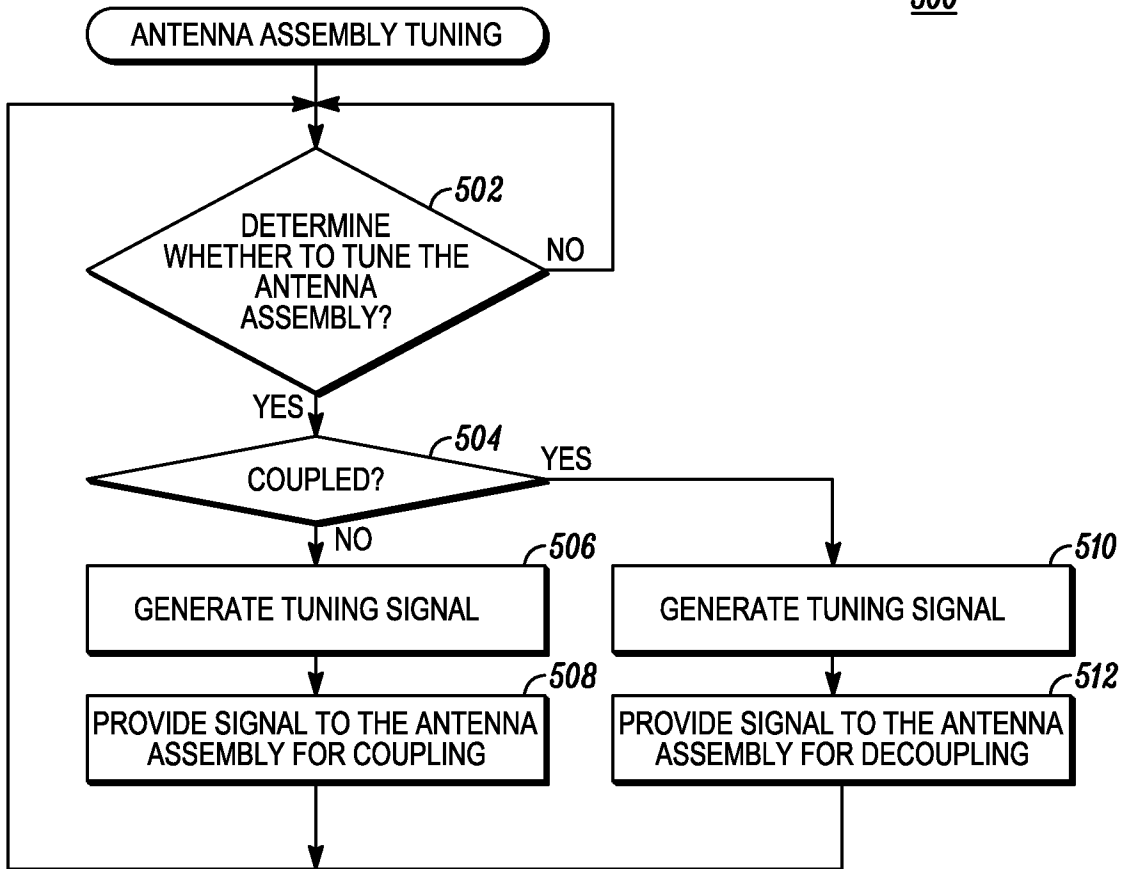 500
ANTENNA ASSEMBLY TUNING
502
DETERMINE
WHETHER TO TUNE THE
ANTENNA
ASSEMBLY?
NO
YES
504
COUPLED?
YES
NO
506
GENERATE TUNING SIGNAL
510
GENERATE TUNING SIGNAL
508
PROVIDE SIGNAL TO THE ANTENNA
ASSEMBLY FOR COUPLING
512
PROVIDE SIGNAL TO THE ANTENNA
ASSEMBLY FOR DECOUPLING